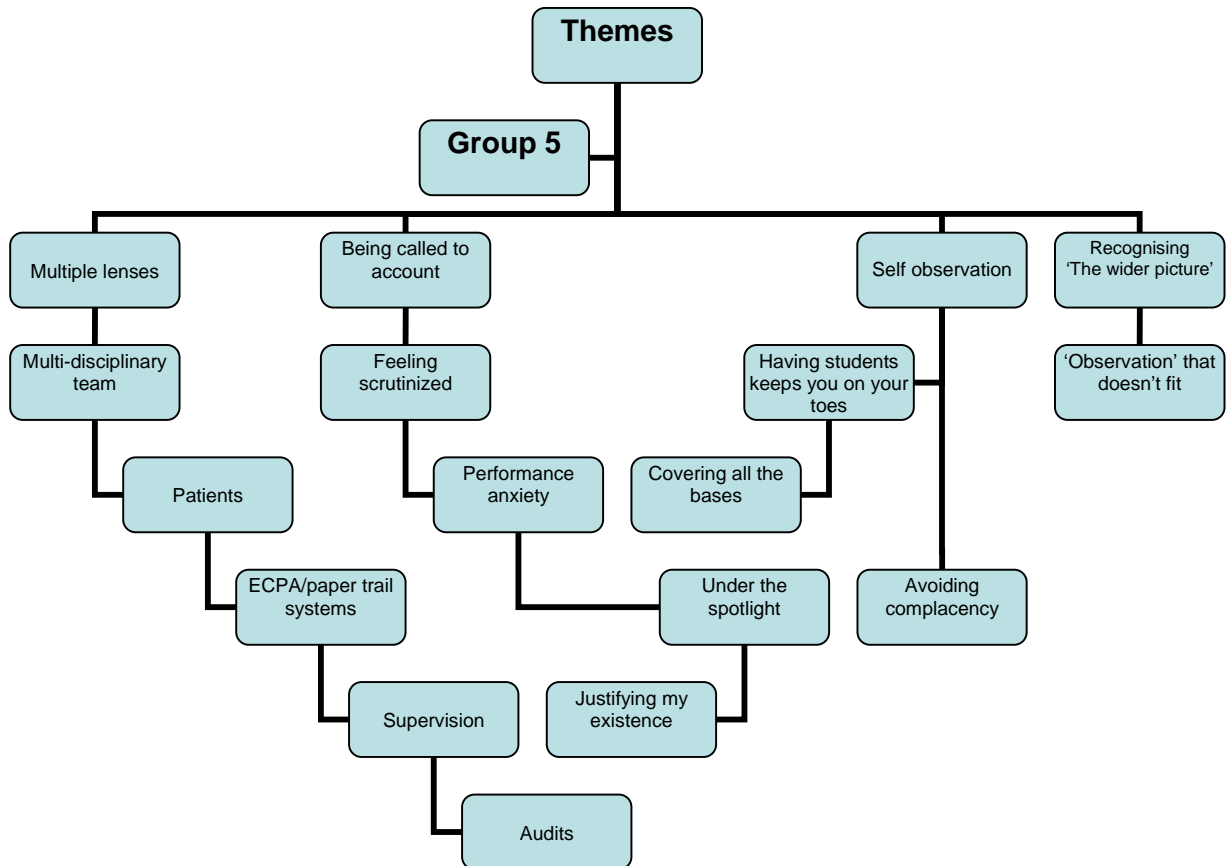 Themes
Group 5
Multiple lenses
Being called to
account
Self observation
Recognising
‘The wider picture’
Multi-disciplinary
team
Feeling
scrutinized
Having students
keeps you on your
toes
‘Observation’ that
doesn’t fit
Patients
Performance
anxiety
Covering all the
bases
ECPA/paper trail
systems
Under the
spotlight
Avoiding
complacency
Supervision
Justifying my
existence
Audits